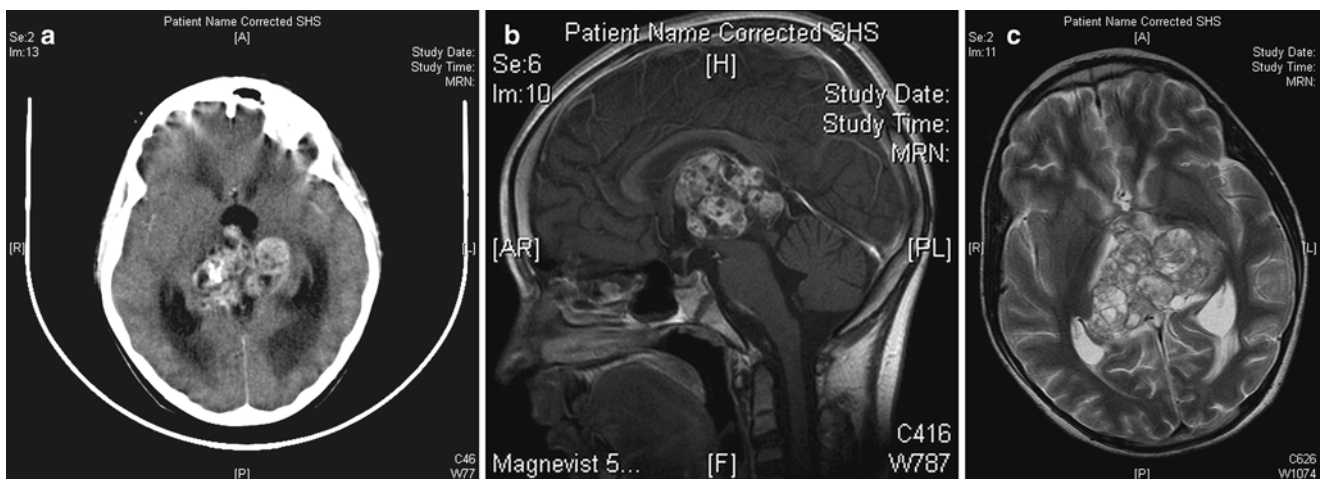 a
Patient Name Corrected SHS
[A]
Se:2
Im:13
Study Date:
Study Time:
MRN:
[R]
[L]
C46
W77
[P]
b
Patient Name Corrected SHS
[H]
Se:6
Im:10
Study Date:
Study Time:
MRN:
[AR]
[PL]
C416
W787
Magnevist 5...
[F]
c
Patient Name Corrected SHS
[A]
Se:2
Im:11
Study Date:
Study Time:
MRN:
[R]
[L]
C626
W1074
[P]